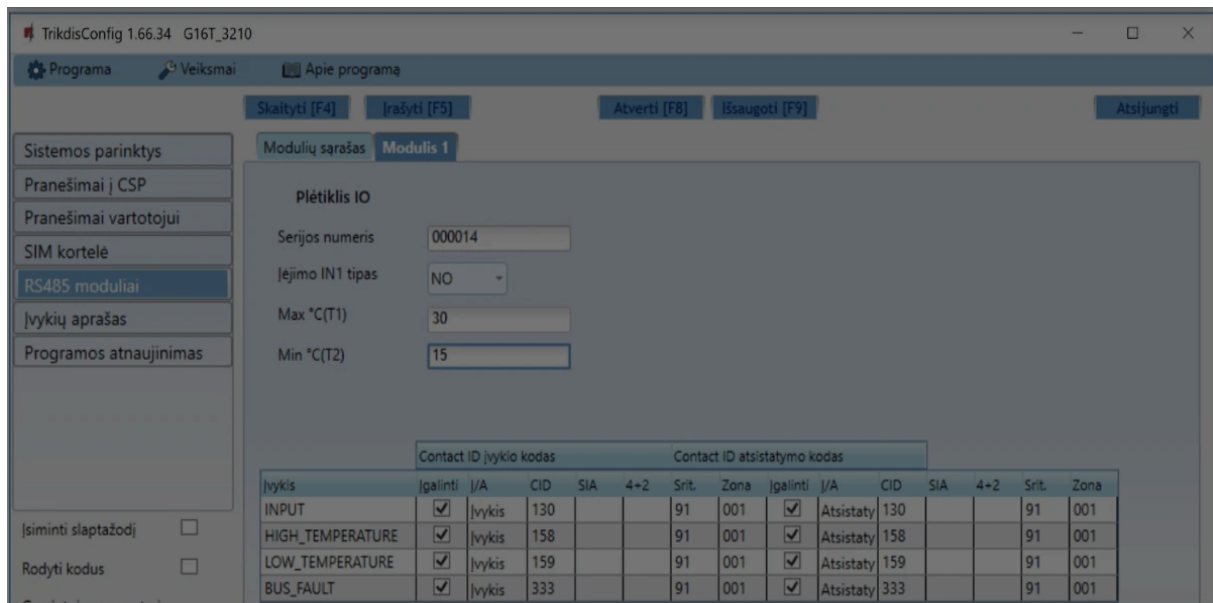 TrikdisConfig 1.66.34 G16T_3210
Programa Veiksmai Apie programą
Skaityti [F4] Įrašyti [F5] Atverti [F8] Išsaugoti [F9] Atsijungti
Sistemos parinktys
Pranešimai į CSP
Pranešimai vartotojui
SIM kortelė
RS485 moduliai
Įvykių aprašas
Programos atnaujinimas
Įsiminti slaptažodį
Rodyti kodus
Modulių sąrašas Modulis 1
Plėtiklis IO
Serijos numeris 000014
Įėjimo IN1 tipas NO
Max °C(T1) 30
Min °C(T2) 15
Contact ID įvykio kodas Contact ID atsistatymo kodas
Įvykis Įgalinti Į/A CID SIA 4+2 Srit. Zona Įgalinti Į/A CID SIA 4+2 Srit. Zona
INPUT Įvykis 130 91 001 Atsistaty 130 91 001
HIGH_TEMPERATURE Įvykis 158 91 001 Atsistaty 158 91 001
LOW_TEMPERATURE Įvykis 159 91 001 Atsistaty 159 91 001
BUS_FAULT Įvykis 333 91 001 Atsistaty 333 91 001